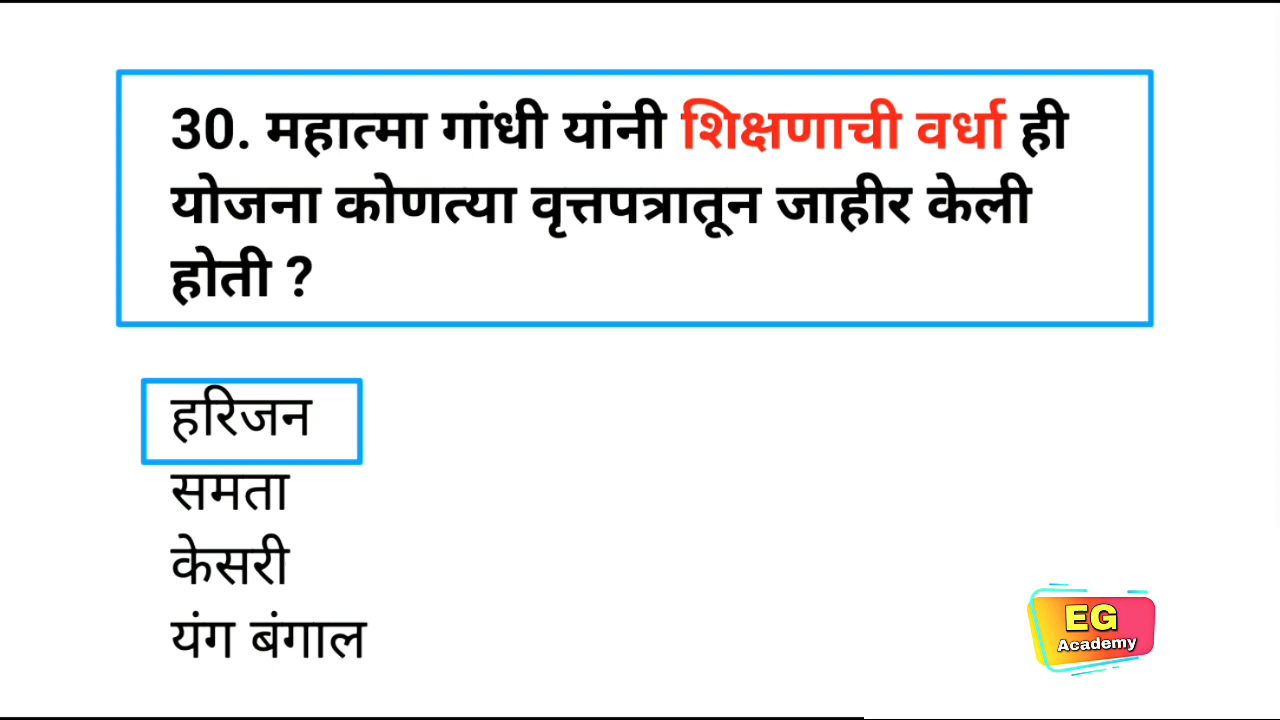 30. महात्मा गांधी यांनी शिक्षणाची वर्धा ही
योजना कोणत्या वृत्तपत्रातून जाहीर केली
होती ?
हरिजन
समता
केसरी
यंग बंगाल
EG
Academy